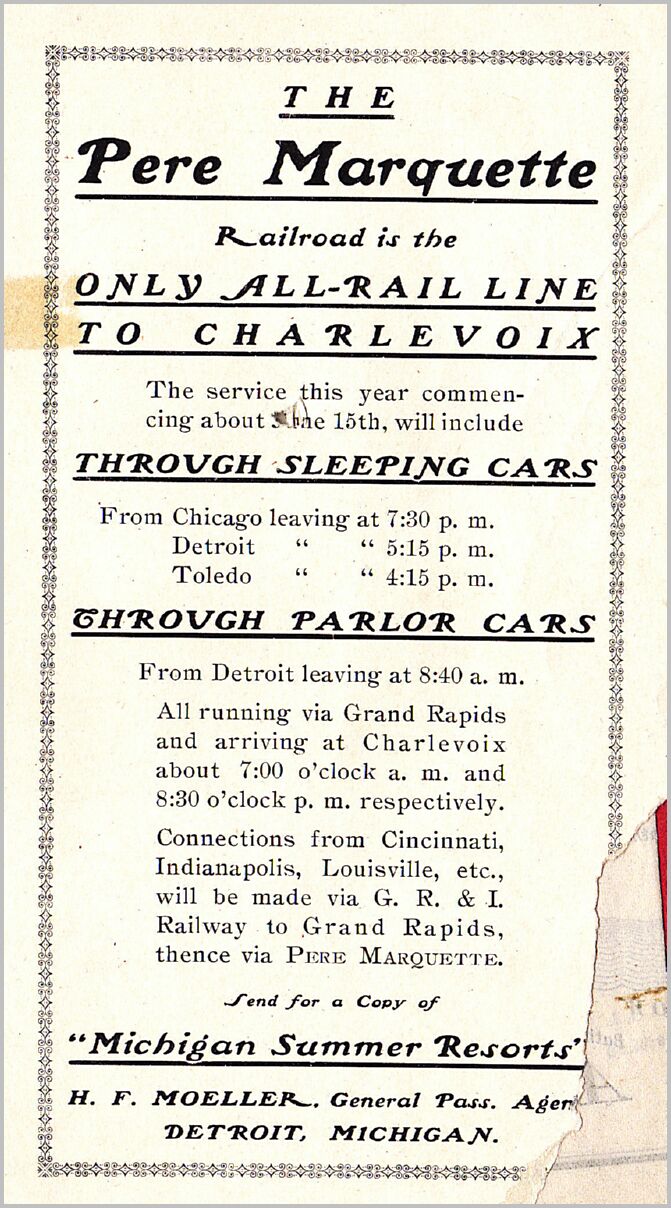 THE
Pere Marquette
Railroad is the
ONLY ALL-RAIL LINE
TO CHARLEVOIX
The service this year commen-
cing about June 15th, will include
THROUGH SLEEPING CARS
From Chicago leaving at 7:30 p. m.
Detroit “ “ 5:15 p. m.
Toledo “ “ 4:15 p. m.
THROUGH PARLOR CARS
From Detroit leaving at 8:40 a. m.
All running via Grand Rapids
and arriving at Charlevoix
about 7:00 o'clock a. m. and
8:30 o'clock p. m. respectively.
Connections from Cincinnati,
Indianapolis, Louisville, etc.,
will be made via G. R. & I.
Railway to Grand Rapids,
thence via PERE MARQUETTE.
Send for a Copy of
“Michigan Summer Resorts”
H. F. MOELLER, General Pass. Agen
DETROIT, MICHIGAN.